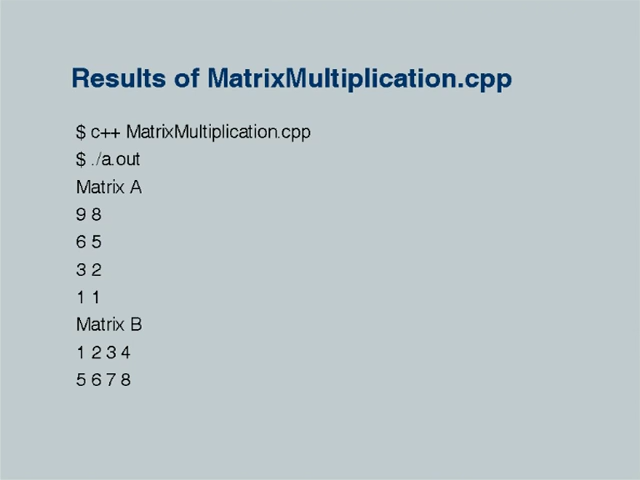 Results of MatrixMultiplication.cpp
$ c++ MatrixMultiplication.cpp
$ ./a.out
Matrix A
9 8
6 5
3 2
1 1
Matrix B
1 2 3 4
5 6 7 8